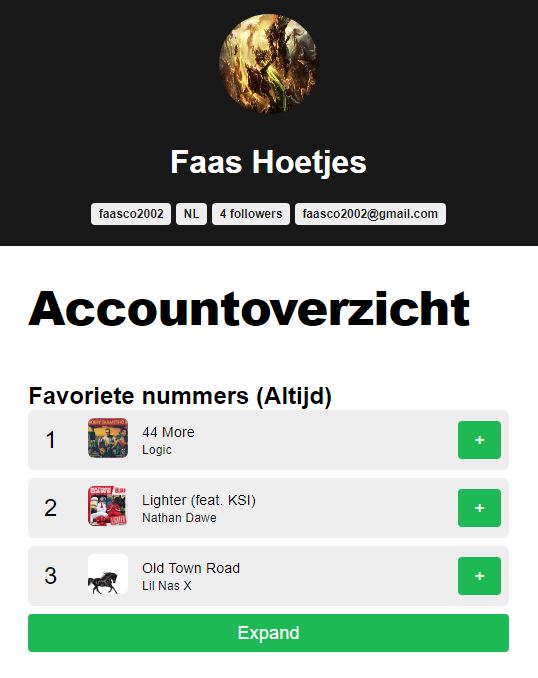 Faas Hoetjes
faasco2002 NL 4 followers faasco2002@gmail.com
Accountoverzicht
Favoriete nummers (Altijd)
1
44 More
Logic
+
2
Lighter (feat. KSI)
Nathan Dawe
+
3
Old Town Road
Lil Nas X
+
Expand